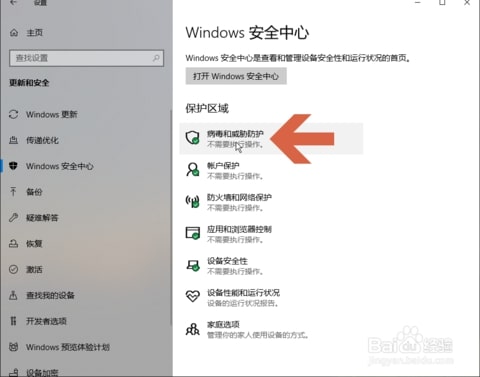 设置
主页
查找设置
更新和安全
Windows 更新
传递优化
Windows 安全中心
备份
疑难解答
恢复
激活
查找我的设备
开发者选项
Windows 预览体验计划
设备加密
Windows 安全中心
Windows 安全中心是查看和管理设备安全性和运行状况的首页。
打开 Windows 安全中心
保护区域
病毒和威胁防护
不需要执行操作。
帐户保护
不需要执行操作。
防火墙和网络保护
不需要执行操作。
应用和浏览器控制
不需要执行操作。
设备安全性
不需要执行操作。
设备性能和运行状况
设备的运行状况报告。
家庭选项
管理你的家人使用设备的方式。
Baidu 经验
jingyan.baidu.com